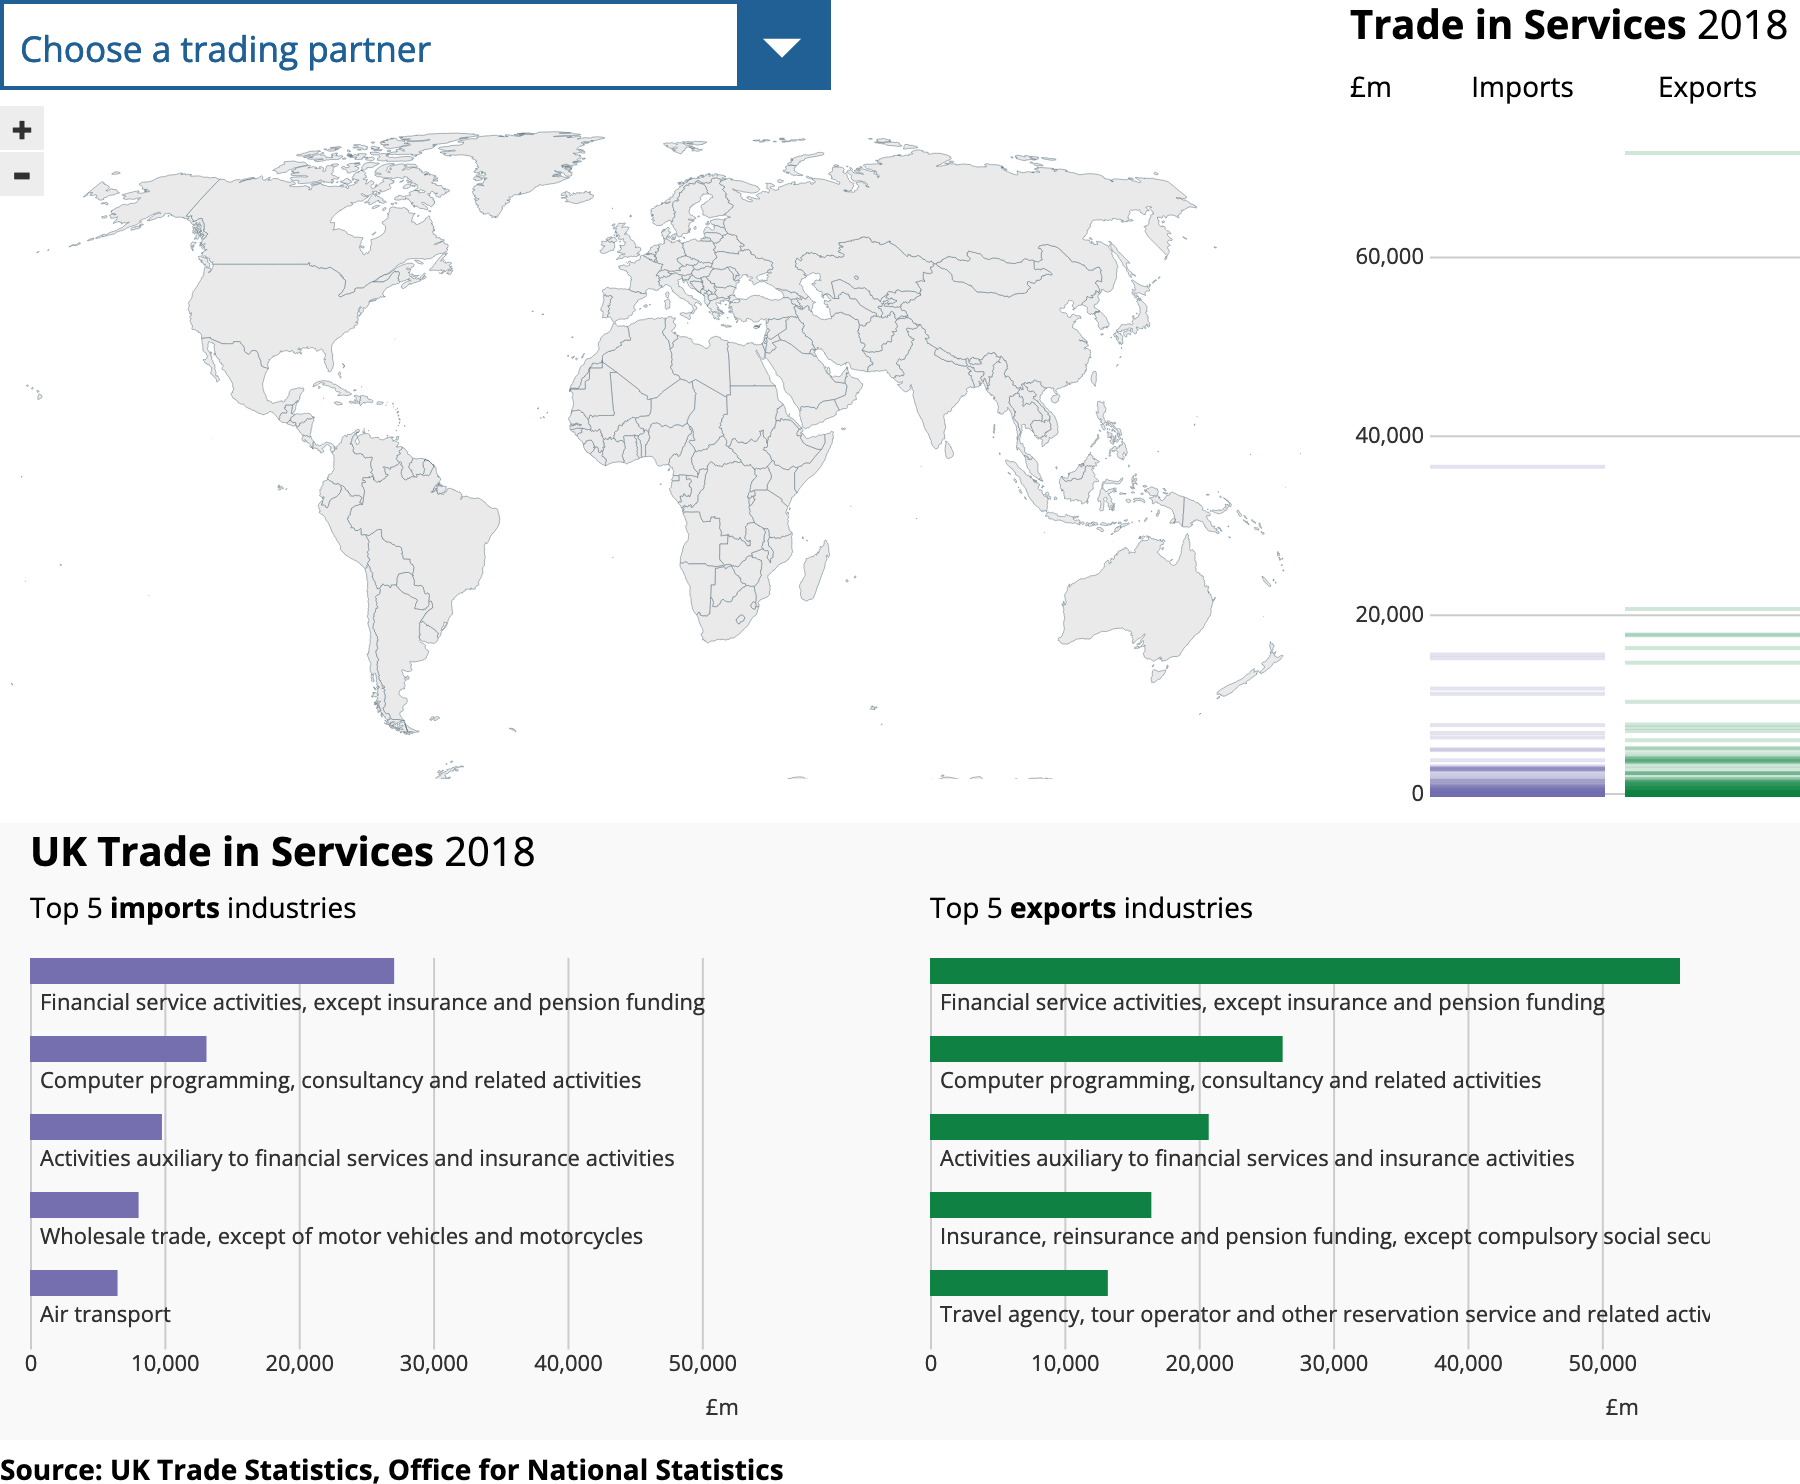 Choose a trading partner
+
-
Trade in Services 2018
£m Imports Exports
60,000
40,000
20,000
0
UK Trade in Services 2018
Top 5 imports industries
Financial service activities, except insurance and pension funding
Computer programming, consultancy and related activities
Activities auxiliary to financial services and insurance activities
Wholesale trade, except of motor vehicles and motorcycles
Air transport
0 10,000 20,000 30,000 40,000 50,000
£m
Top 5 exports industries
Financial service activities, except insurance and pension funding
Computer programming, consultancy and related activities
Activities auxiliary to financial services and insurance activities
Insurance, reinsurance and pension funding, except compulsory social secu
Travel agency, tour operator and other reservation service and related activ
0 10,000 20,000 30,000 40,000 50,000
£m
Source: UK Trade Statistics, Office for National Statistics